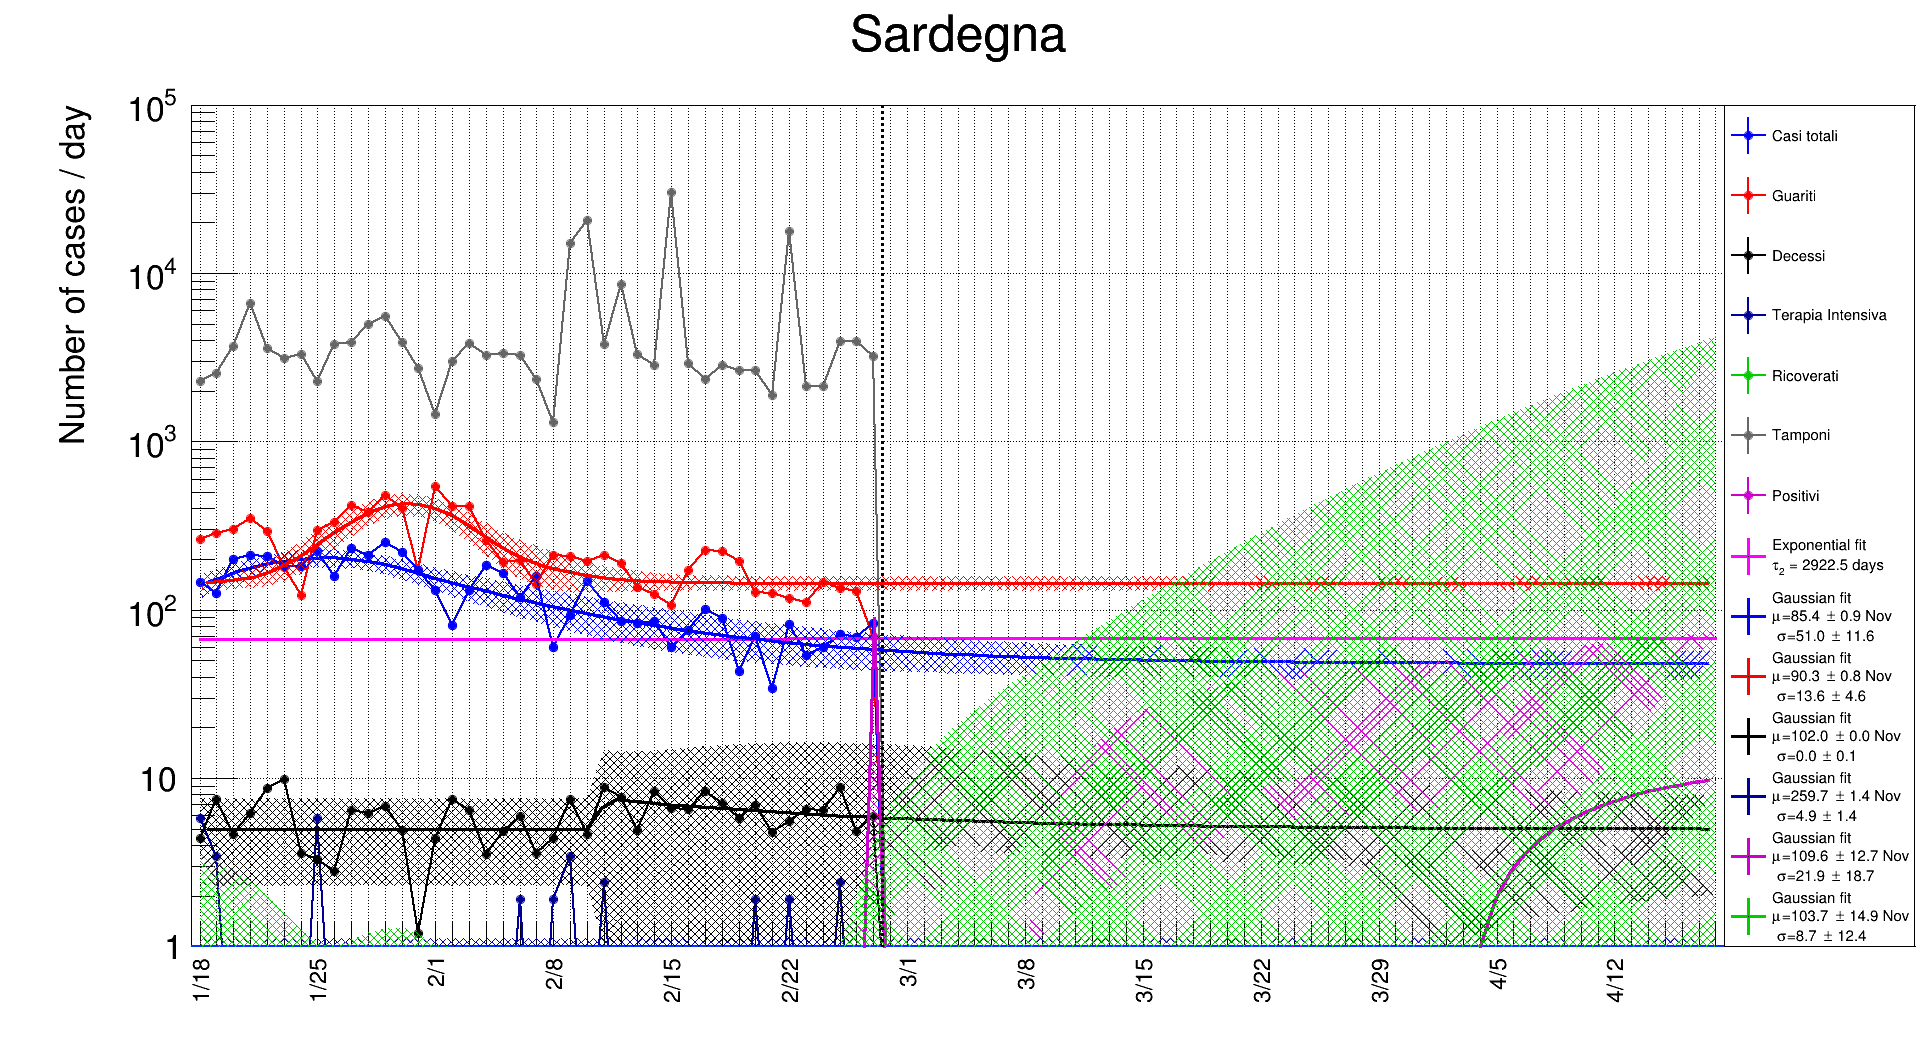 Sardegna
Number of cases / day
10^5
10^4
10^3
10^2
10
1
1/18
1/25
2/1
2/8
2/15
2/22
3/1
3/8
3/15
3/22
3/29
4/5
4/12
Casi totali
Guariti
Decessi
Terapia Intensiva
Ricoverati
Tamponi
Positivi
Exponential fit
τ₂ = 2922.5 days
Gaussian fit
μ=85.4 ± 0.9 Nov
σ=51.0 ± 11.6
Gaussian fit
μ=90.3 ± 0.8 Nov
σ=13.6 ± 4.6
Gaussian fit
μ=102.0 ± 0.0 Nov
σ=0.0 ± 0.1
Gaussian fit
μ=259.7 ± 1.4 Nov
σ=4.9 ± 1.4
Gaussian fit
μ=109.6 ± 12.7 Nov
σ=21.9 ± 18.7
Gaussian fit
μ=103.7 ± 14.9 Nov
σ=8.7 ± 12.4